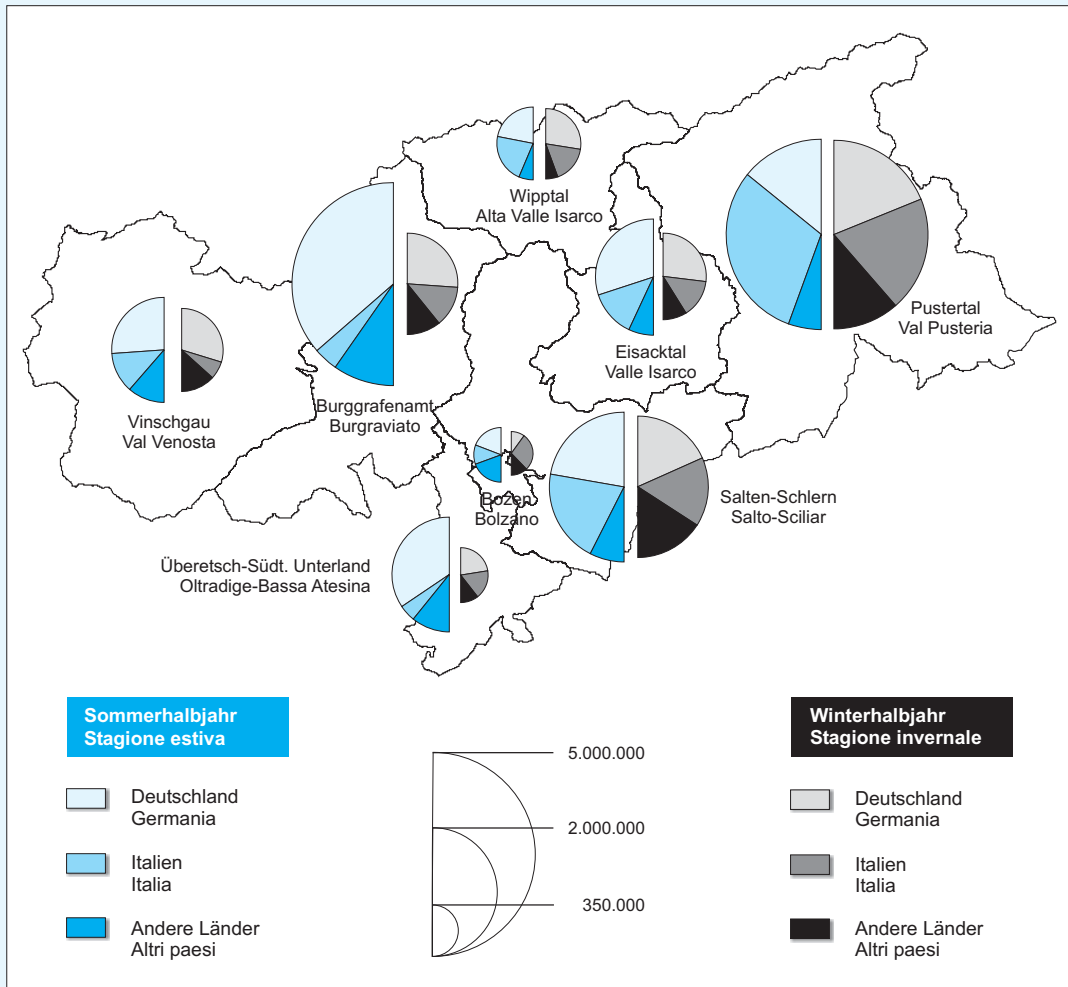 Wipptal
Alta Valle Isarco
Pustertal
Val Pusteria
Eisacktal
Valle Isarco
Burggrafenamt
Burgraviato
Vinschgau
Val Venosta
Bozen
Bolzano
Salten-Schlern
Salto-Sciliar
Überetsch-Südt. Unterland
Oltradige-Bassa Atesina
Sommerhalbjahr
Stagione estiva
Deutschland
Germania
Italien
Italia
Andere Länder
Altri paesi
5.000.000
2.000.000
350.000
Winterhalbjahr
Stagione invernale
Deutschland
Germania
Italien
Italia
Andere Länder
Altri paesi